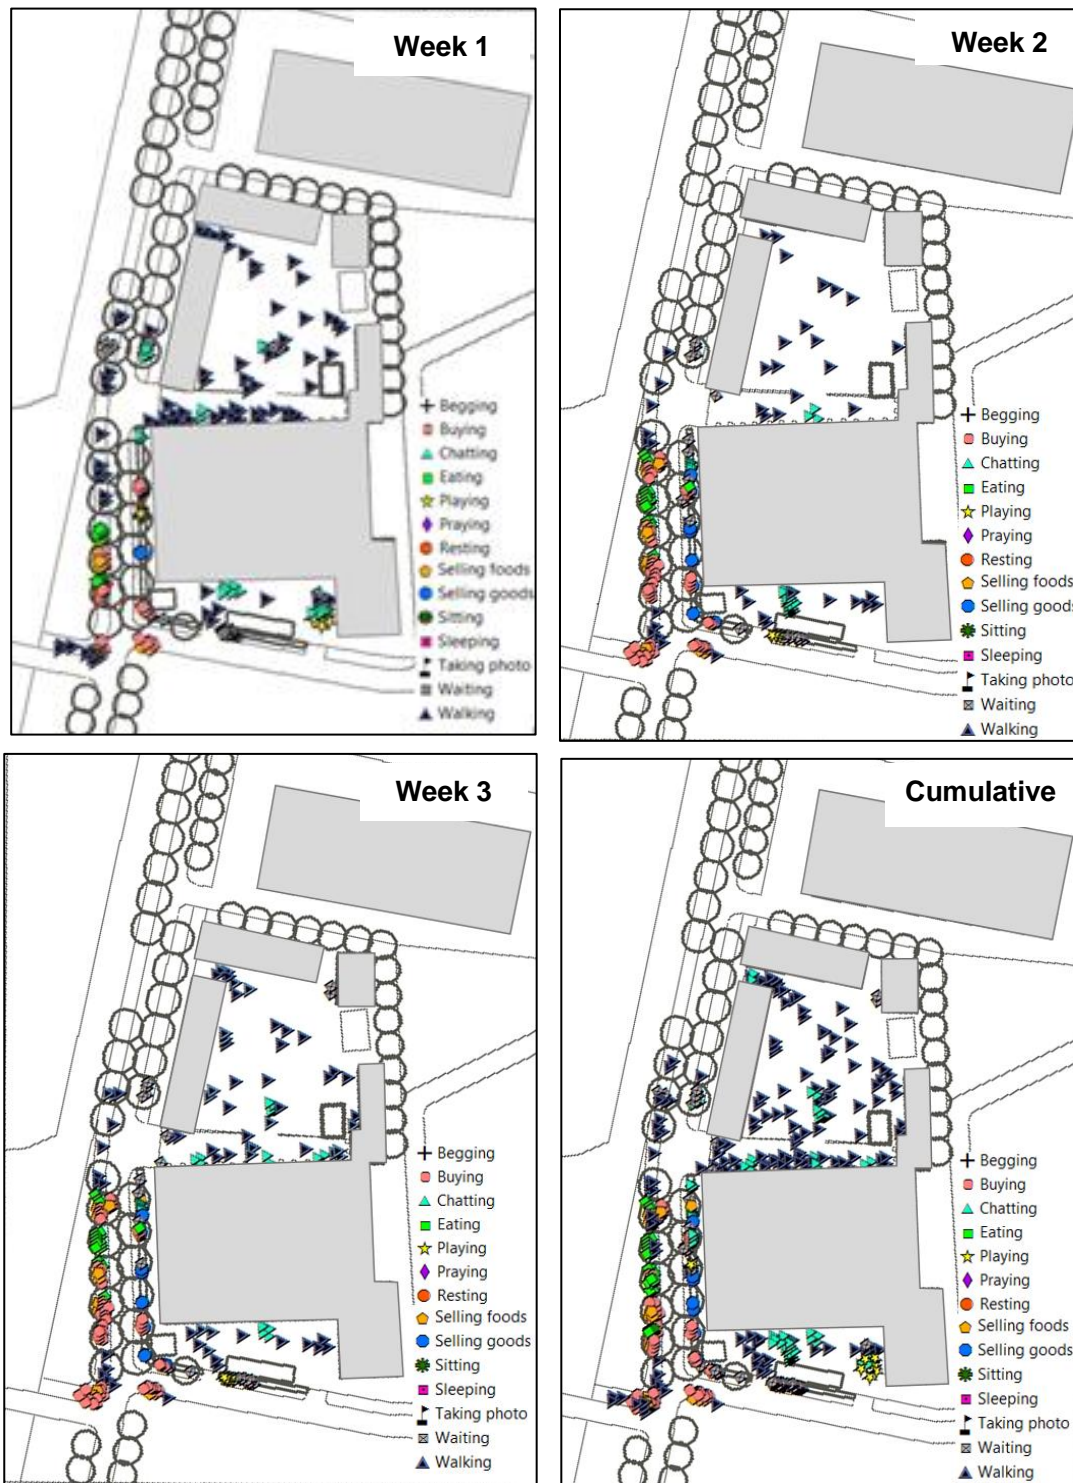 Week 1
Begging
Buying
Chatting
Eating
Playing
Praying
Resting
Selling foods
Selling goods
Sitting
Sleeping
Taking photo
Waiting
Walking
Week 2
Begging
Buying
Chatting
Eating
Playing
Praying
Resting
Selling foods
Selling goods
Sitting
Sleeping
Taking photo
Waiting
Walking
Week 3
Begging
Buying
Chatting
Eating
Playing
Praying
Resting
Selling foods
Selling goods
Sitting
Sleeping
Taking photo
Waiting
Walking
Cumulative
Begging
Buying
Chatting
Eating
Playing
Praying
Resting
Selling foods
Selling goods
Sitting
Sleeping
Taking photo
Waiting
Walking